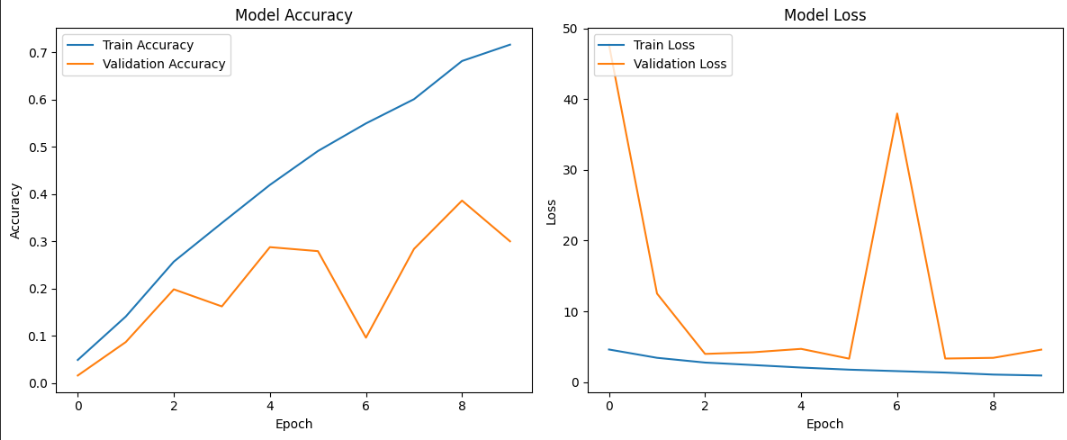 Model Accuracy
Train Accuracy
Validation Accuracy
0.7
0.6
0.5
0.4
0.3
0.2
0.1
0.0
Accuracy
0
2
4
6
8
Epoch
Model Loss
Train Loss
Validation Loss
50
40
30
20
10
0
Loss
0
2
4
6
8
Epoch